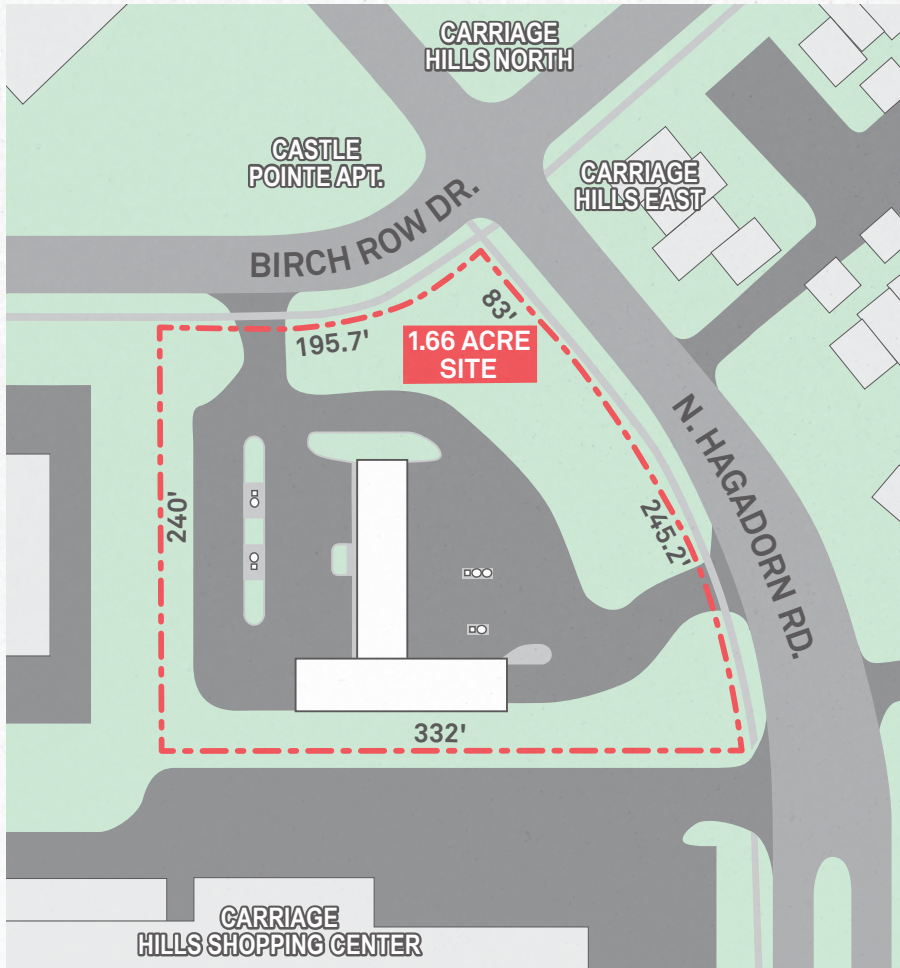 CARRIAGE
HILLS NORTH
CASTLE
POINTE APT.
CARRIAGE
HILLS EAST
BIRCH ROW DR.
83'
195.7'
1.66 ACRE
SITE
N. HAGADORN RD.
240'
245.2'
332'
CARRIAGE
HILLS SHOPPING CENTER